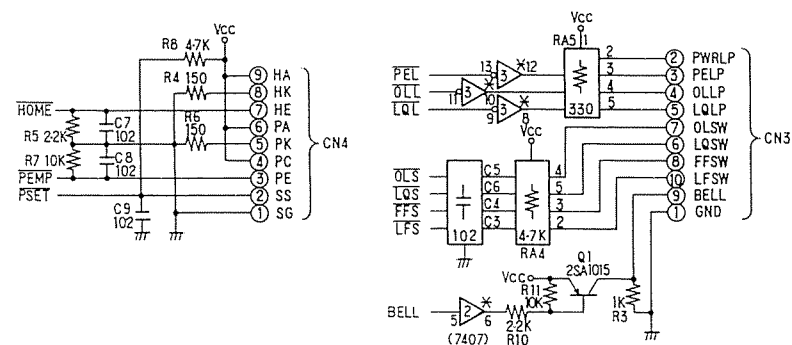 Vcc
R8 4.7K
R4 150
R6
150
HOME
R5 2.2K
R7 10K
C7
102
C8
102
PEMP
PSET
C9
102
9 HA
8 HK
7 HE
6 PA
5 PK
4 PC
3 PE
2 SS
1 SG
CN4
Vcc
RA5 1
PEL
OLL
LQL
13 3 * 12
11 3 *
10
9 3 * 8
330
2
3
4
5
2 PWRLP
3 PELP
4 OLLP
5 LQLP
7 OLSW
6 LQSW
8 FFSW
10 LFSW
9 BELL
1 GND
CN3
Vcc
OLS
LQS
FFS
LFS
102
C5
C6
C4
C3
4.7K
RA4
4
5
3
2
Q1
2SA1015
Vcc
R11
10K
1K
R3
BELL
5 2 * 6
(7407)
2.2K
R10